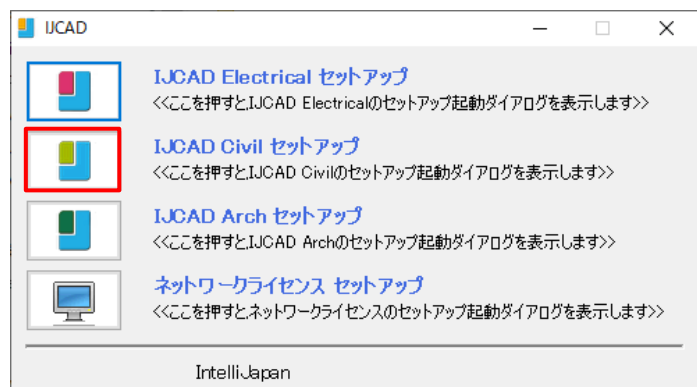 IJCAD
IJCAD Electrical セットアップ
<<ここを押すと,IJCAD Electricalのセットアップ起動ダイアログを表示します>>
IJCAD Civil セットアップ
<<ここを押すと,IJCAD Civilのセットアップ起動ダイアログを表示します>>
IJCAD Arch セットアップ
<<ここを押すと,IJCAD Archのセットアップ起動ダイアログを表示します>>
ネットワークライセンス セットアップ
<<ここを押すと,ネットワークライセンスのセットアップ起動ダイアログを表示します>>
IntelliJapan